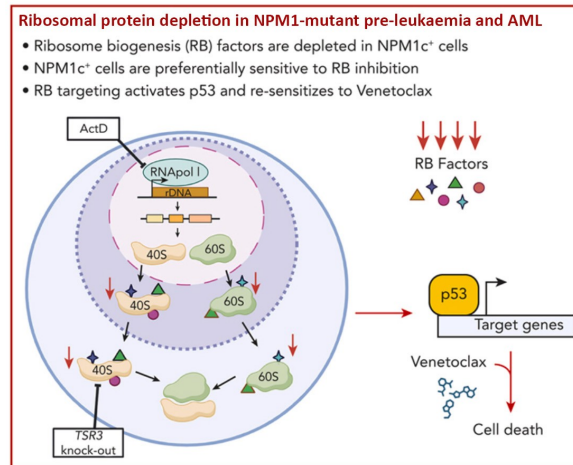 Ribosomal protein depletion in NPM1-mutant pre-leukaemia and AML
• Ribosome biogenesis (RB) factors are depleted in NPM1c⁺ cells
• NPM1c⁺ cells are preferentially sensitive to RB inhibition
• RB targeting activates p53 and re-sensitizes to Venetoclax
ActD
RNApol I
rDNA
40S
60S
40S
60S
40S
60S
TSR3
knock-out
RB Factors
p53
Target genes
Venetoclax
Cell death